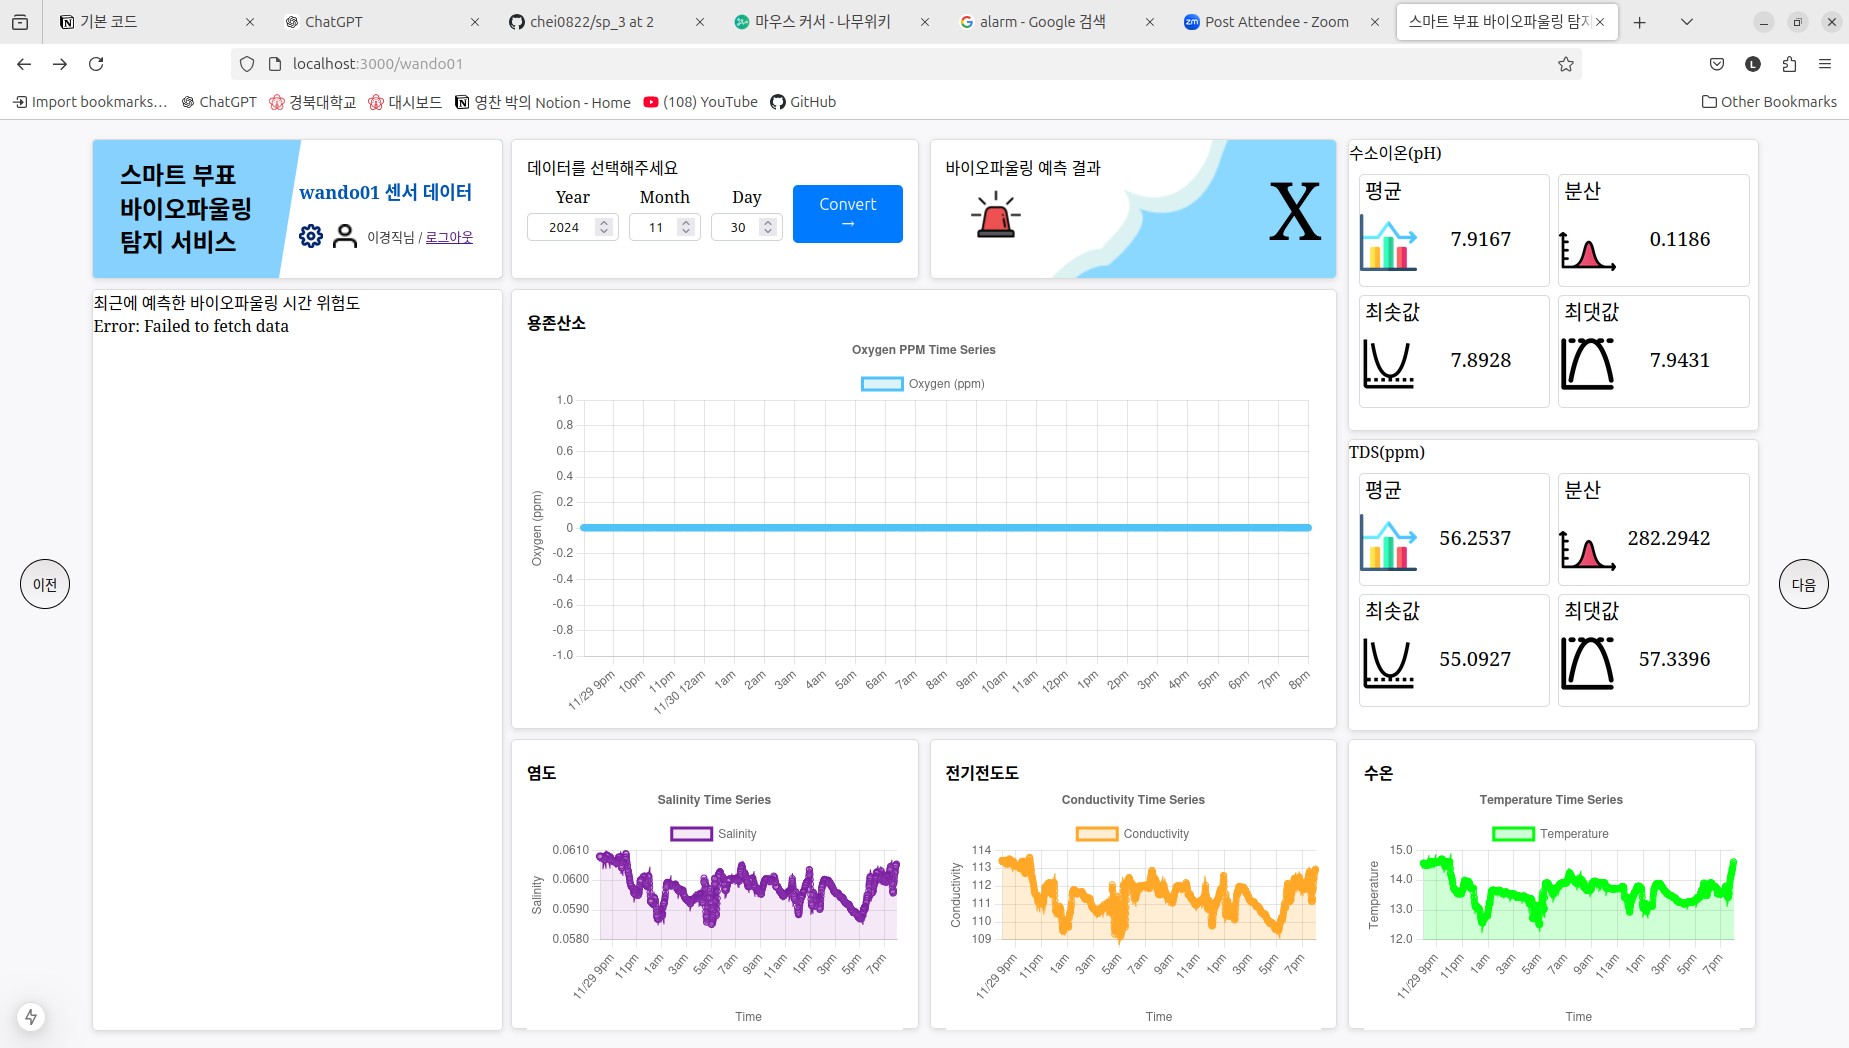 기본 코드
ChatGPT
chei0822/sp_3 at 2
마우스 커서 - 나무위키
alarm - Google 검색
Post Attendee - Zoom
스마트 부표 바이오파울링 탐지
localhost:3000/wando01
L
Import bookmarks…
ChatGPT
경북대학교
대시보드
영찬 박의 Notion - Home
(108) YouTube
GitHub
Other Bookmarks
스마트 부표
바이오파울링
탐지 서비스
wando01 센서 데이터
이경직님 / 로그아웃
데이터를 선택해주세요
Year Month Day
2024 11 30
Convert
→
바이오파울링 예측 결과
X
수소이온(pH)
평균
7.9167
분산
0.1186
최솟값
7.8928
최댓값
7.9431
최근에 예측한 바이오파울링 시간 위험도
Error: Failed to fetch data
용존산소
Oxygen PPM Time Series
Oxygen (ppm)
Oxygen (ppm)
1.0
0.8
0.6
0.4
0.2
0
-0.2
-0.4
-0.6
-0.8
-1.0
11/29 9pm
10pm
11pm
11/30 12am
1am
2am
3am
4am
5am
6am
7am
8am
9am
10am
11am
12pm
1pm
2pm
3pm
4pm
5pm
6pm
7pm
8pm
TDS(ppm)
평균
56.2537
분산
282.2942
최솟값
55.0927
최댓값
57.3396
이전
다음
염도
Salinity Time Series
Salinity
Salinity
0.0610
0.0600
0.0590
0.0580
11/29 9pm
11pm
1am
3am
5am
7am
9am
11am
1pm
3pm
5pm
7pm
Time
전기전도도
Conductivity Time Series
Conductivity
Conductivity
114
113
112
111
110
109
11/29 9pm
11pm
1am
3am
5am
7am
9am
11am
1pm
3pm
5pm
7pm
Time
수온
Temperature Time Series
Temperature
Temperature
15.0
14.0
13.0
12.0
11/29 9pm
11pm
1am
3am
5am
7am
9am
11am
1pm
3pm
5pm
7pm
Time